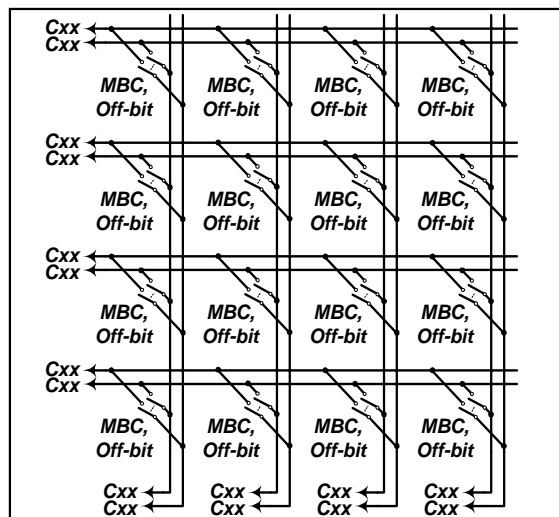 Cxx
Cxx
MBC, MBC, MBC, MBC,
Off-bit Off-bit Off-bit Off-bit
Cxx
Cxx
MBC, MBC, MBC, MBC,
Off-bit Off-bit Off-bit Off-bit
Cxx
Cxx
MBC, MBC, MBC, MBC,
Off-bit Off-bit Off-bit Off-bit
Cxx
Cxx
MBC, MBC, MBC, MBC,
Off-bit Off-bit Off-bit Off-bit
Cxx Cxx Cxx Cxx
Cxx Cxx Cxx Cxx